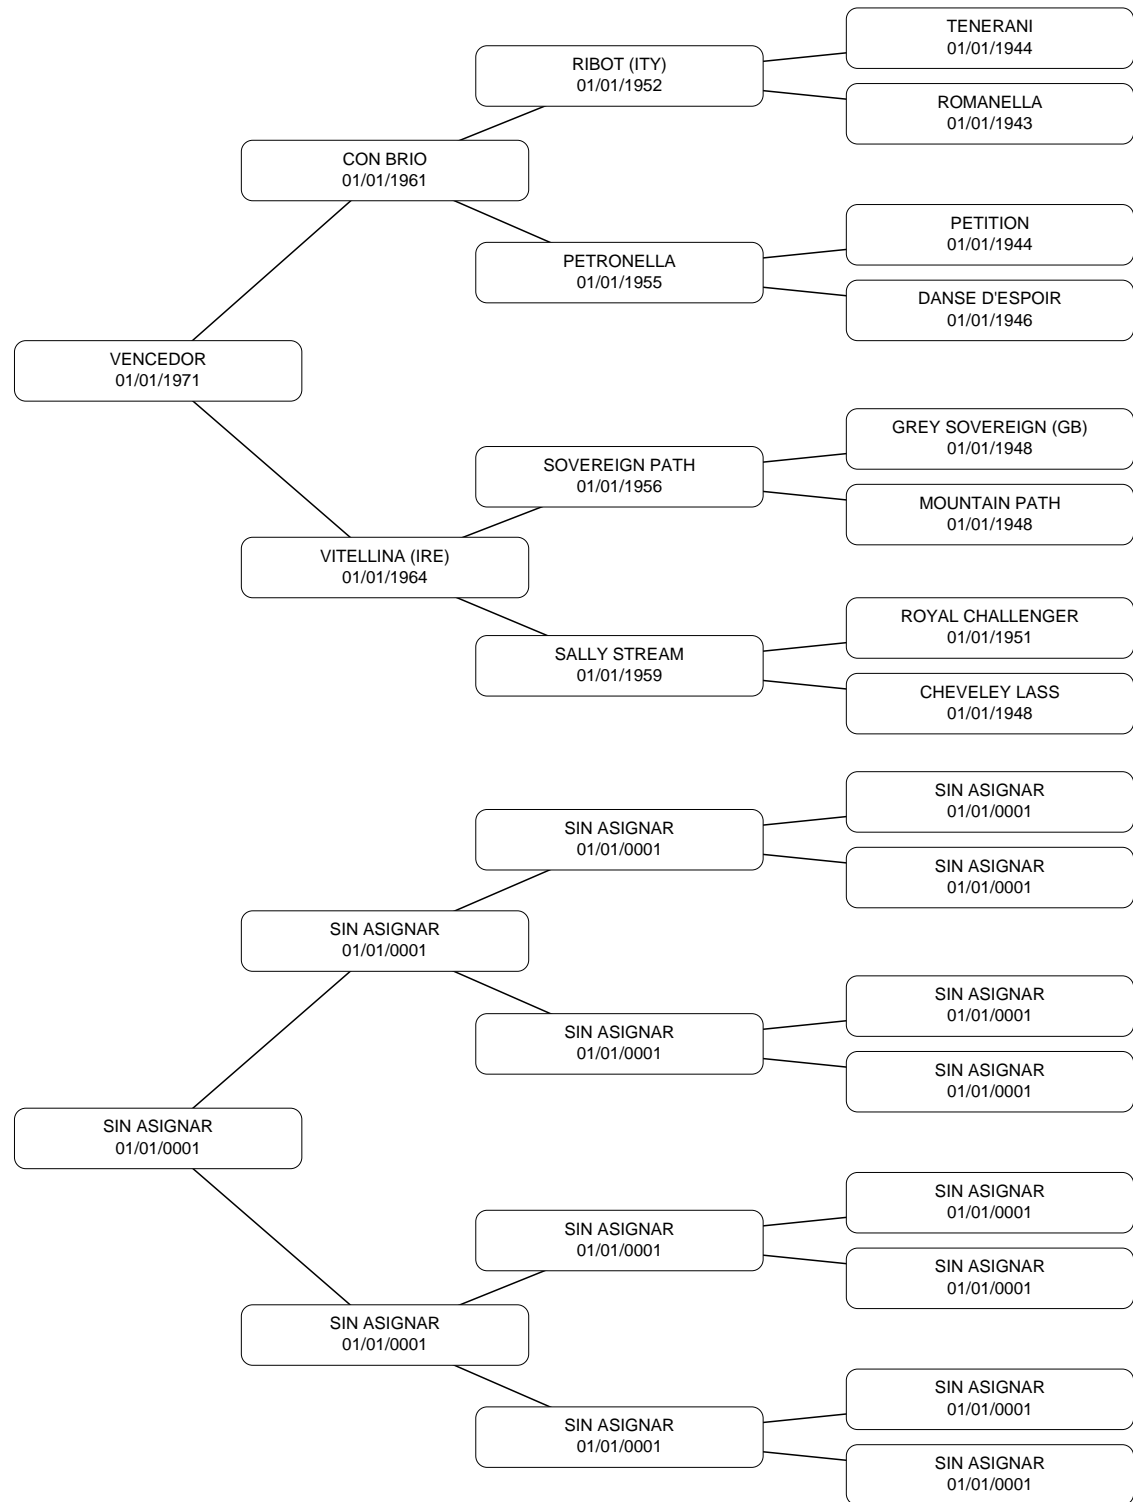 TENERANI
01/01/1944
RIBOT (ITY)
01/01/1952
ROMANELLA
01/01/1943
CON BRIO
01/01/1961
PETITION
01/01/1944
PETRONELLA
01/01/1955
DANSE D'ESPOIR
01/01/1946
VENCEDOR
01/01/1971
GREY SOVEREIGN (GB)
01/01/1948
SOVEREIGN PATH
01/01/1956
MOUNTAIN PATH
01/01/1948
VITELLINA (IRE)
01/01/1964
ROYAL CHALLENGER
01/01/1951
SALLY STREAM
01/01/1959
CHEVELEY LASS
01/01/1948
SIN ASIGNAR
01/01/0001
SIN ASIGNAR
01/01/0001
SIN ASIGNAR
01/01/0001
SIN ASIGNAR
01/01/0001
SIN ASIGNAR
01/01/0001
SIN ASIGNAR
01/01/0001
SIN ASIGNAR
01/01/0001
SIN ASIGNAR
01/01/0001
SIN ASIGNAR
01/01/0001
SIN ASIGNAR
01/01/0001
SIN ASIGNAR
01/01/0001
SIN ASIGNAR
01/01/0001
SIN ASIGNAR
01/01/0001
SIN ASIGNAR
01/01/0001
SIN ASIGNAR
01/01/0001